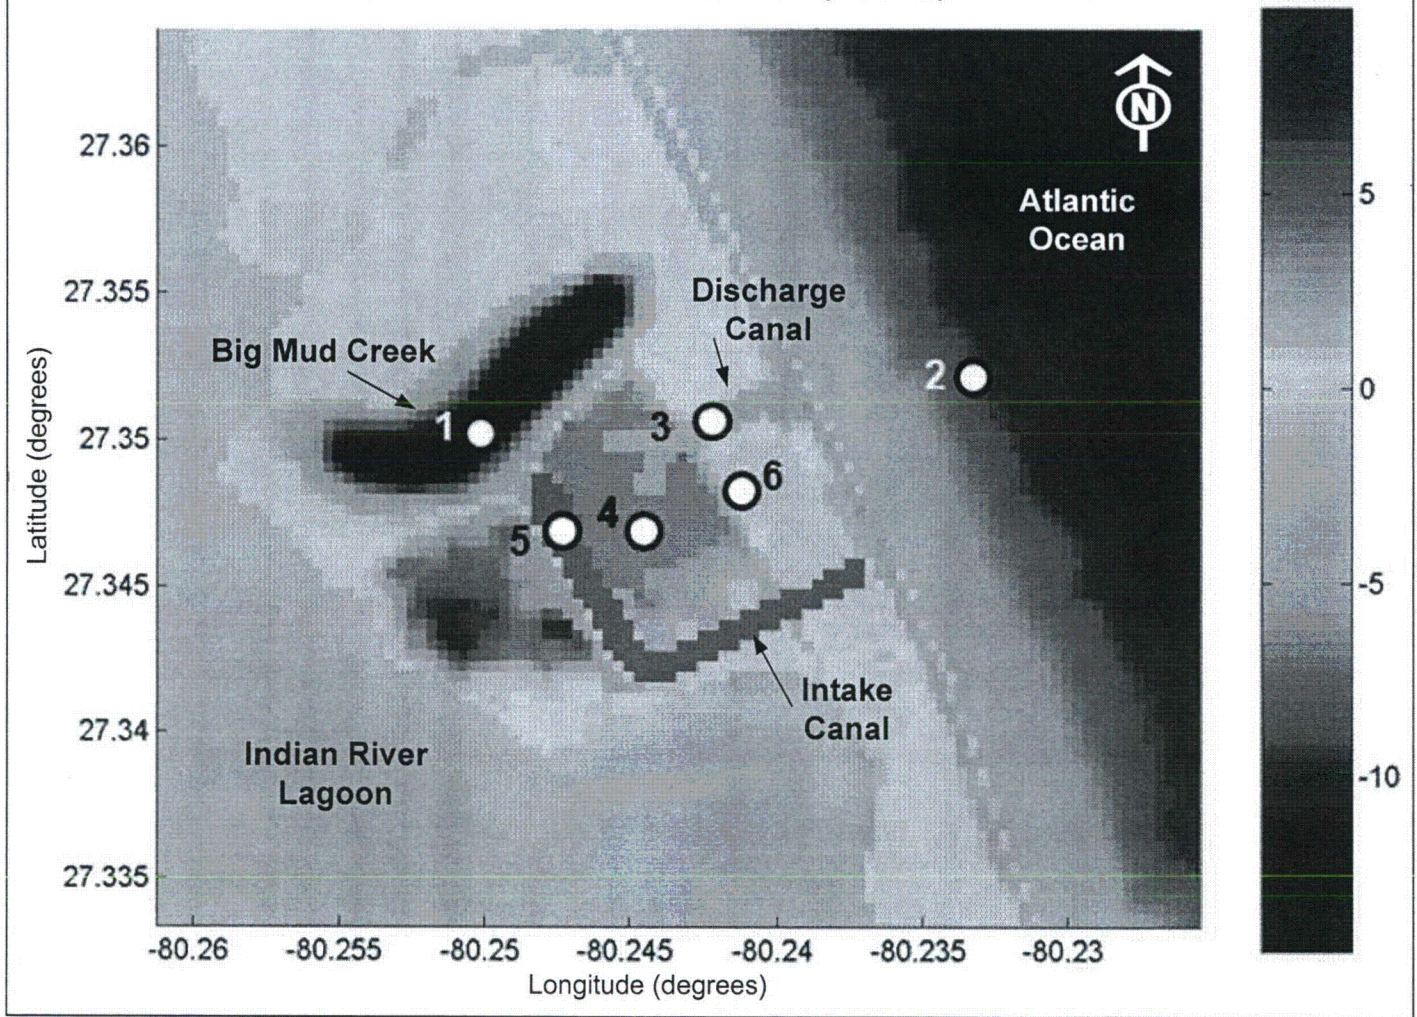 N
27.36
27.355
27.35
27.345
27.34
27.335
Latitude (degrees)
-80.26
-80.255
-80.25
-80.245
-80.24
-80.235
-80.23
Longitude (degrees)
Atlantic
Ocean
Discharge
Canal
Big Mud Creek
1
2
3
4
5
6
Intake
Canal
Indian River
Lagoon
5
0
-5
-10